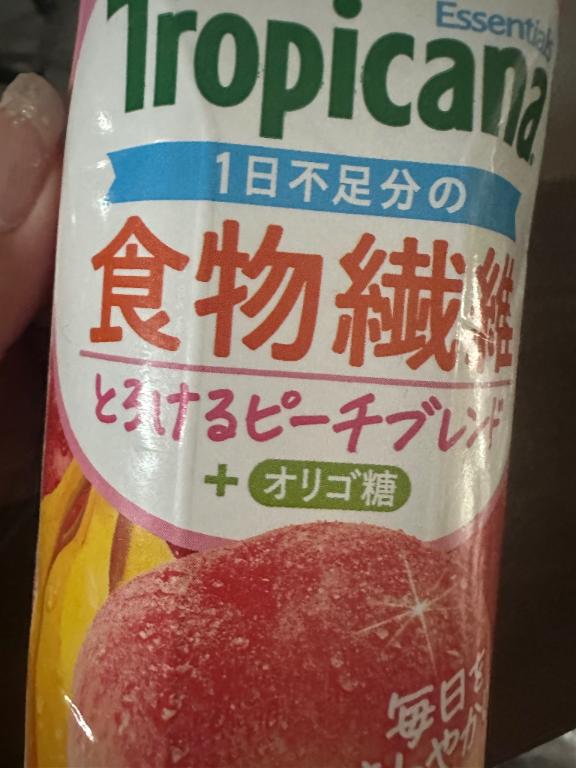 Essentials
Tropicana
1日不足分の
食物繊維
とろけるピーチブレンド
+ オリゴ糖
毎日を